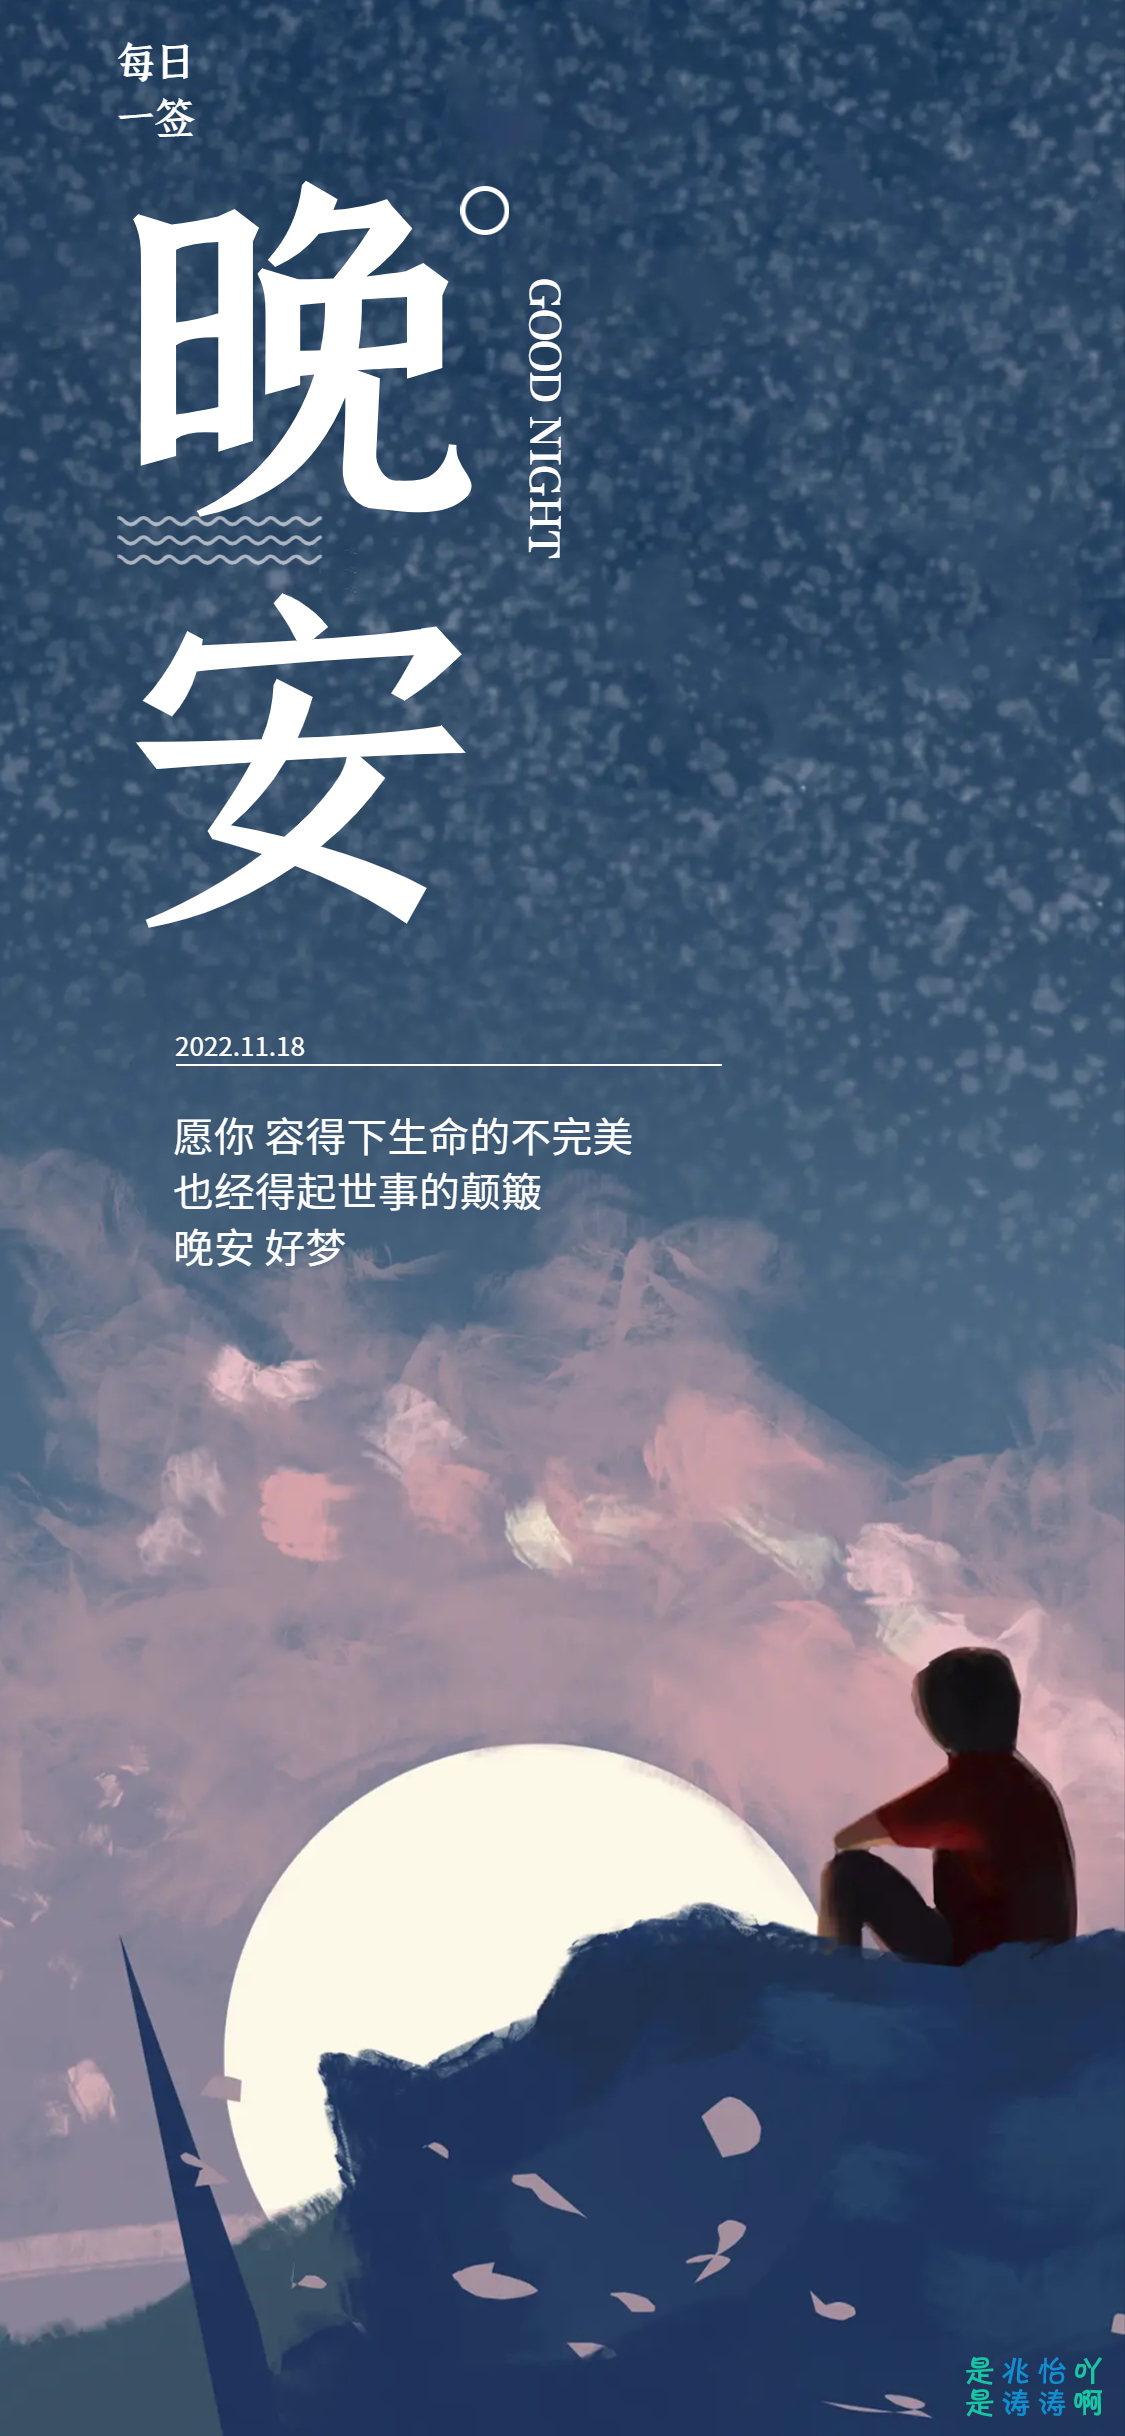 每日
一签
晚
安
GOOD NIGHT
2022.11.18
愿你 容得下生命的不完美
也经得起世事的颠簸
晚安 好梦
是兆怡吖
是涛涛啊